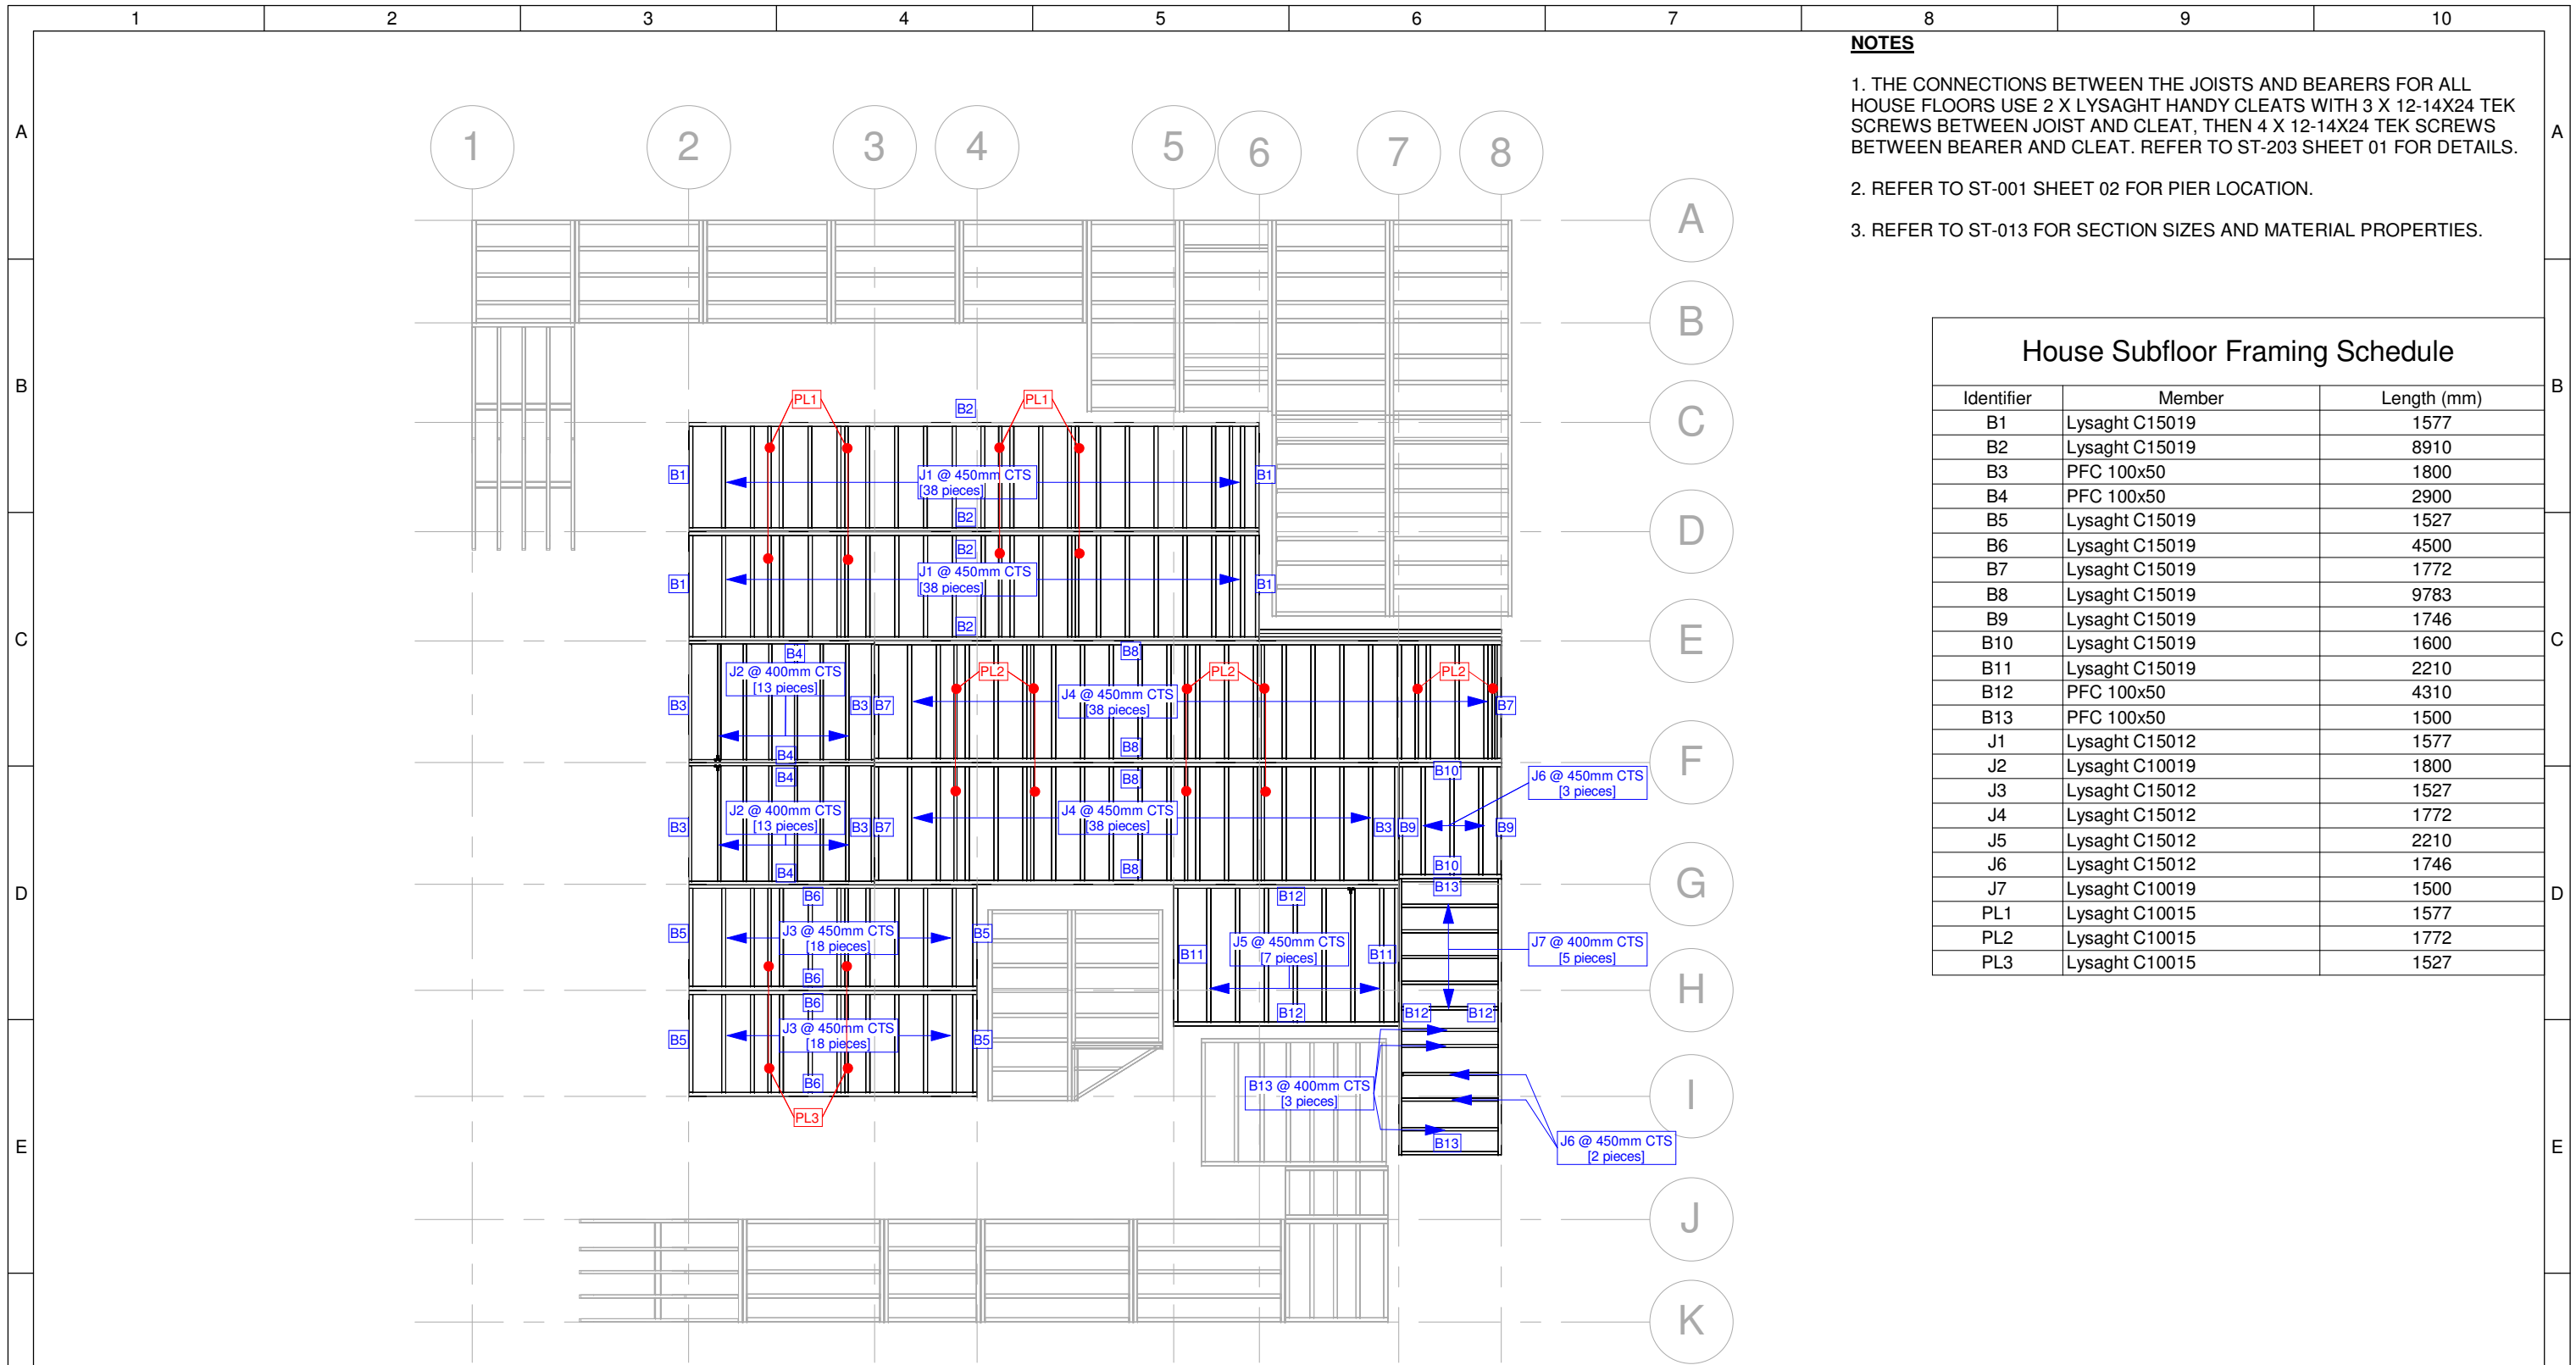 1 2 3 4 5 6 7 8 9 10
NOTES
1. THE CONNECTIONS BETWEEN THE JOISTS AND BEARERS FOR ALL
HOUSE FLOORS USE 2 X LYSAGHT HANDY CLEATS WITH 3 X 12-14X24 TEK
SCREWS BETWEEN JOIST AND CLEAT, THEN 4 X 12-14X24 TEK SCREWS
BETWEEN BEARER AND CLEAT. REFER TO ST-203 SHEET 01 FOR DETAILS.
2. REFER TO ST-001 SHEET 02 FOR PIER LOCATION.
3. REFER TO ST-013 FOR SECTION SIZES AND MATERIAL PROPERTIES.
A A
B B
C C
D D
E E
1 2 3 4 5 6 7 8
A
B
C
D
E
F
G
H
I
J
K
PL1 B2 PL1
B1 J1 @ 450mm CTS B1
[38 pieces]
B2
B2
B1 J1 @ 450mm CTS B1
[38 pieces]
B2
B4 B8
J2 @ 400mm CTS PL2 PL2 PL2
[13 pieces] J4 @ 450mm CTS
B3 B3 B7 [38 pieces] B7
B4 B8
B4 B8 B10
J6 @ 450mm CTS
[3 pieces]
J2 @ 400mm CTS J4 @ 450mm CTS
B3 [13 pieces] B3 B7 [38 pieces] B3 B9 B9
B4 B8 B10
B6 B12 B13
B5 J3 @ 450mm CTS B5
[18 pieces]
B11 J5 @ 450mm CTS B11
[7 pieces]
J7 @ 400mm CTS
[5 pieces]
B6
B6 B12 B12 B12
B5 J3 @ 450mm CTS B5
[18 pieces]
B6
B13 @ 400mm CTS
[3 pieces]
PL3
B13
J6 @ 450mm CTS
[2 pieces]
House Subfloor Framing Schedule
Identifier Member Length (mm)
B1 Lysaght C15019 1577
B2 Lysaght C15019 8910
B3 PFC 100x50 1800
B4 PFC 100x50 2900
B5 Lysaght C15019 1527
B6 Lysaght C15019 4500
B7 Lysaght C15019 1772
B8 Lysaght C15019 9783
B9 Lysaght C15019 1746
B10 Lysaght C15019 1600
B11 Lysaght C15019 2210
B12 PFC 100x50 4310
B13 PFC 100x50 1500
J1 Lysaght C15012 1577
J2 Lysaght C10019 1800
J3 Lysaght C15012 1527
J4 Lysaght C15012 1772
J5 Lysaght C15012 2210
J6 Lysaght C15012 1746
J7 Lysaght C10019 1500
PL1 Lysaght C10015 1577
PL2 Lysaght C10015 1772
PL3 Lysaght C10015 1527